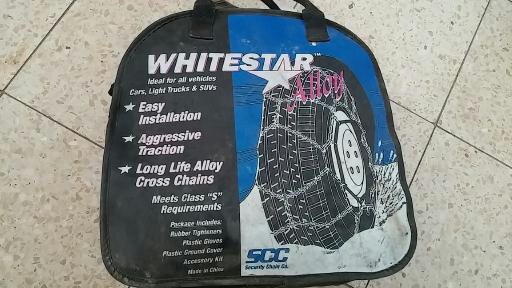 WHITESTAR™
Alloy
Ideal for all vehicles
Cars, Light Trucks & SUVs
Easy
Installation
Aggressive
Traction
Long Life Alloy
Cross Chains
Meets Class "S"
Requirements
Package Includes:
Rubber Tighteners
Plastic Gloves
Plastic Ground Cover
Accessory Kit
Made in China
SCC
Security Chain Co.